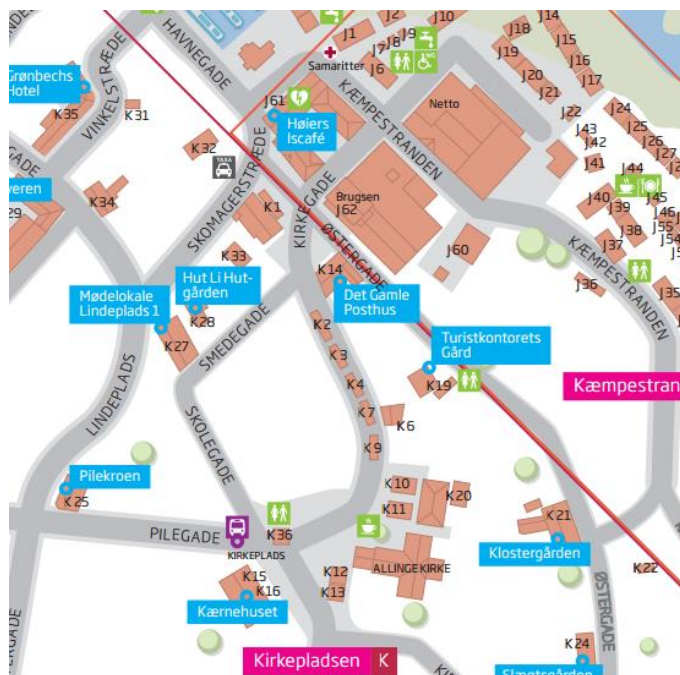 J1
J2
J10
J14
J18
J15
J9
J8
J7
J6
WC
Samaritter
J19
J16
J20
J17
J21
J22
HAVNEGADE
Grønbechs
Hotel
VINKELSTRÆDE
K35
K31
J61
Høiers
Iscafé
KÆMPESTRANDEN
Netto
J24
J25
J26
J27
J43
J42
J41
J44
J45
J46
J55
J54
J40
J39
J38
J37
J36
J35
K32
TAXA
SKOMAGERSTRÆDE
KIRKEGADE
Brugsen
J62
J60
ØSTERGADE
KÆMPESTRANDEN
K34
K1
K33
K14
29
Hut Li Hut-
gården
K28
Mødelokale
Lindeplads 1
K27
SMEDEGADE
Det Gamle
Posthus
K2
K3
K4
K7
K6
K9
Turistkontorets
Gård
K19
LINDEPLADS
SKOLEGADE
Pilekroen
K25
K10
K11
K20
K21
Klostergården
PILEGADE
KIRKEPLADS
K36
ALLINGE KIRKE
K12
K13
K15
K16
Kærnehuset
K22
ØSTERGADE
K24
Kirkepladsen K